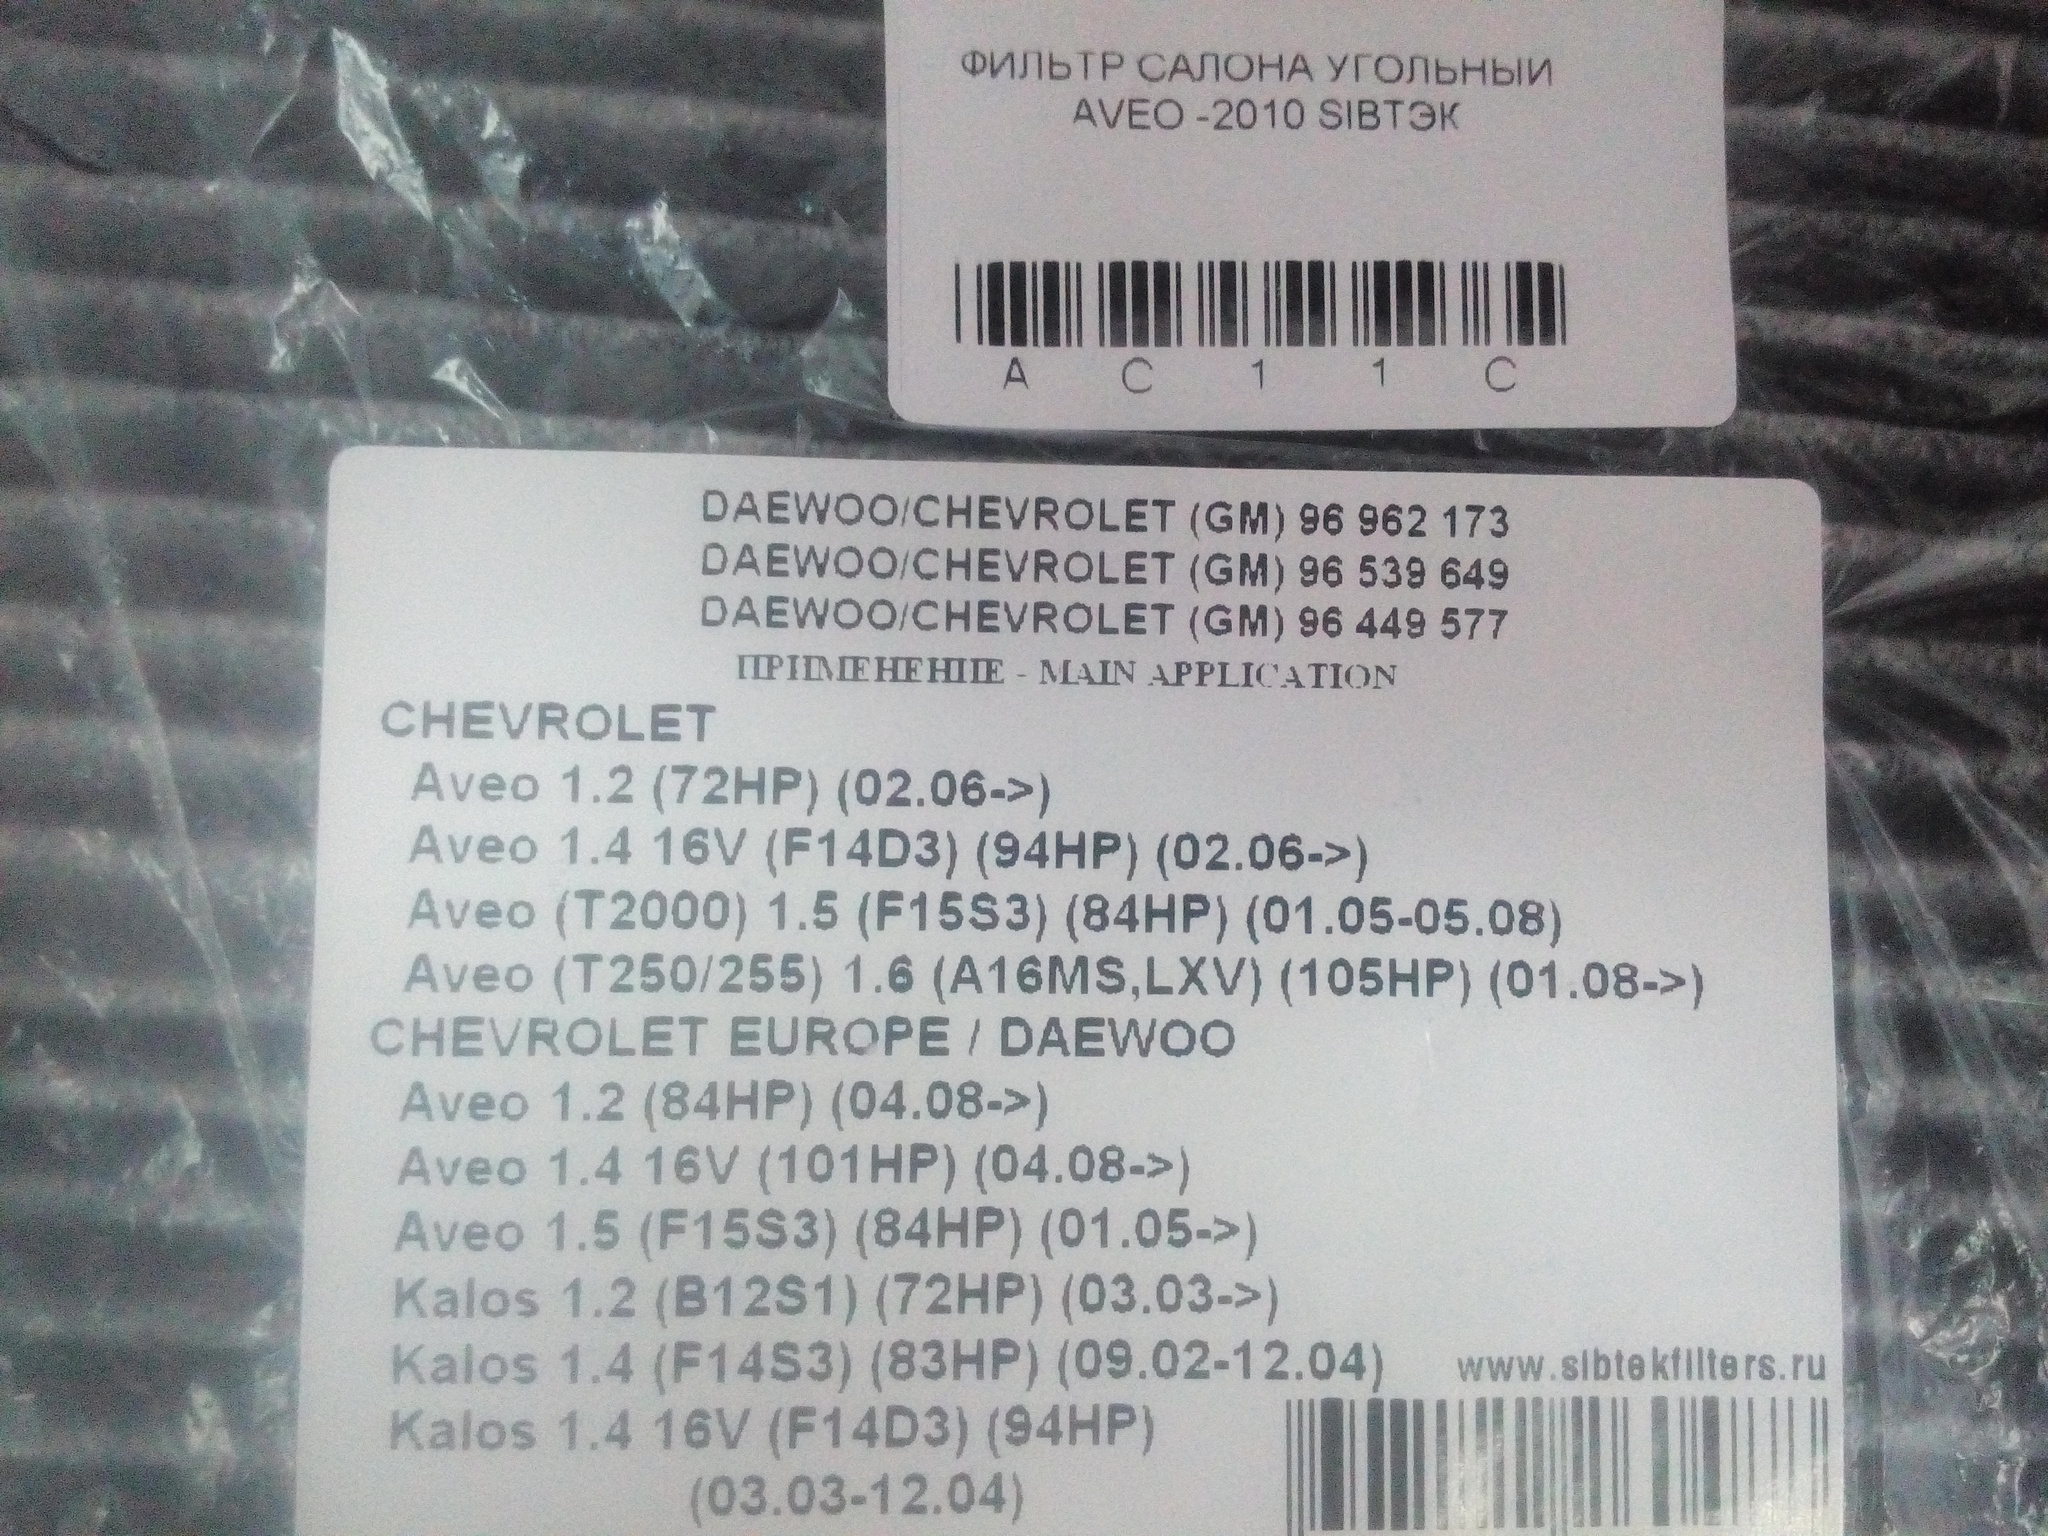 ФИЛЬТР САЛОНА УГОЛЬНЫЙ
AVEO -2010 SIBTЭК
A C 1 1 C
DAEWOO/CHEVROLET (GM) 96 962 173
DAEWOO/CHEVROLET (GM) 96 539 649
DAEWOO/CHEVROLET (GM) 96 449 577
ПРИМЕНЕНИЕ - MAIN APPLICATION
CHEVROLET
Aveo 1.2 (72HP) (02.06->)
Aveo 1.4 16V (F14D3) (94HP) (02.06->)
Aveo (T2000) 1.5 (F15S3) (84HP) (01.05-05.08)
Aveo (T250/255) 1.6 (A16MS,LXV) (105HP) (01.08->)
CHEVROLET EUROPE / DAEWOO
Aveo 1.2 (84HP) (04.08->)
Aveo 1.4 16V (101HP) (04.08->)
Aveo 1.5 (F15S3) (84HP) (01.05->)
Kalos 1.2 (B12S1) (72HP) (03.03->)
Kalos 1.4 (F14S3) (83HP) (09.02-12.04) www.sibtekfilters.ru
Kalos 1.4 16V (F14D3) (94HP)
(03.03-12.04)